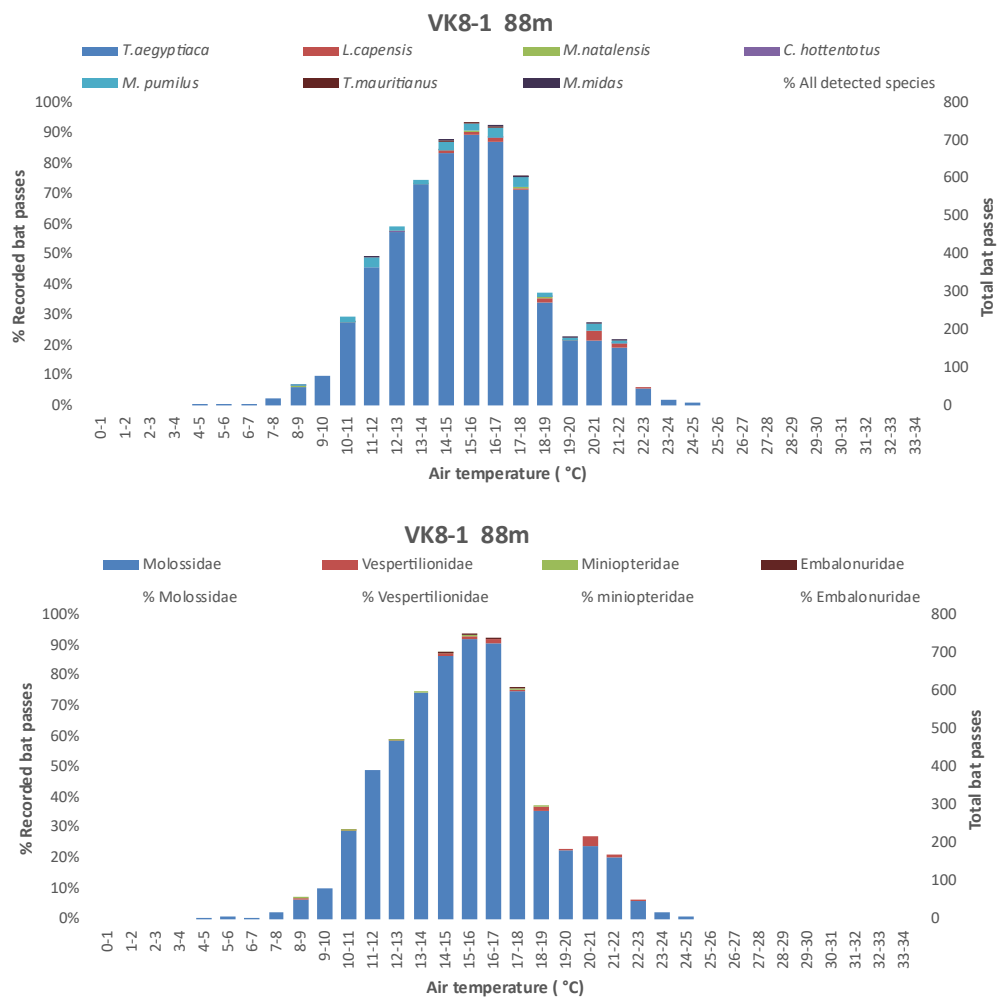 VK8-1 88m
T.aegyptiaca L.capensis M.natalensis C. hottentotus
M. pumilus T.mauritianus M.midas % All detected species
100% 800
90% 700
80% 600
70% 500
60% 400
50% 300
40% 200
30% 100
20% 0
10%
0%
% Recorded bat passes
Total bat passes
0-1 1-2 2-3 3-4 4-5 5-6 6-7 7-8 8-9 9-10 10-11 11-12 12-13 13-14 14-15 15-16 16-17 17-18 18-19 19-20 20-21 21-22 22-23 23-24 24-25 25-26 26-27 27-28 28-29 29-30 30-31 31-32 32-33 33-34
Air temperature ( °C)
VK8-1 88m
Molossidae Vespertilionidae Miniopteridae Embalonuridae
% Molossidae % Vespertilionidae % miniopteridae % Embalonuridae
100% 800
90% 700
80% 600
70% 500
60% 400
50% 300
40% 200
30% 100
20% 0
10%
0%
% Recorded bat passes
Total bat passes
0-1 1-2 2-3 3-4 4-5 5-6 6-7 7-8 8-9 9-10 10-11 11-12 12-13 13-14 14-15 15-16 16-17 17-18 18-19 19-20 20-21 21-22 22-23 23-24 24-25 25-26 26-27 27-28 28-29 29-30 30-31 31-32 32-33 33-34
Air temperature ( °C)